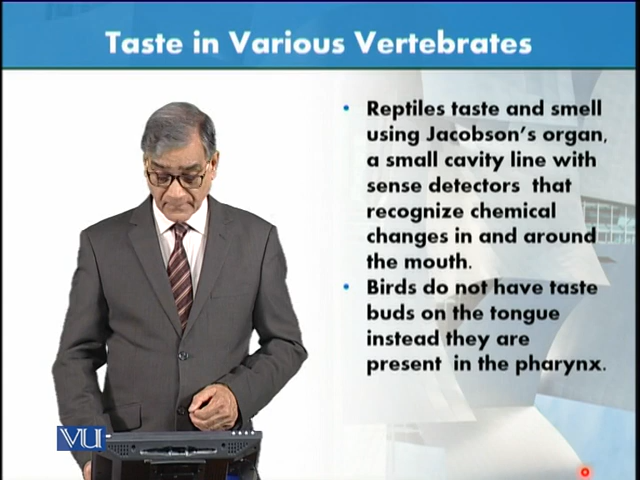 Taste in Various Vertebrates
• Reptiles taste and smell
using Jacobson's organ,
a small cavity line with
sense detectors that
recognize chemical
changes in and around
the mouth.
• Birds do not have taste
buds on the tongue
instead they are
present in the pharynx.
VU